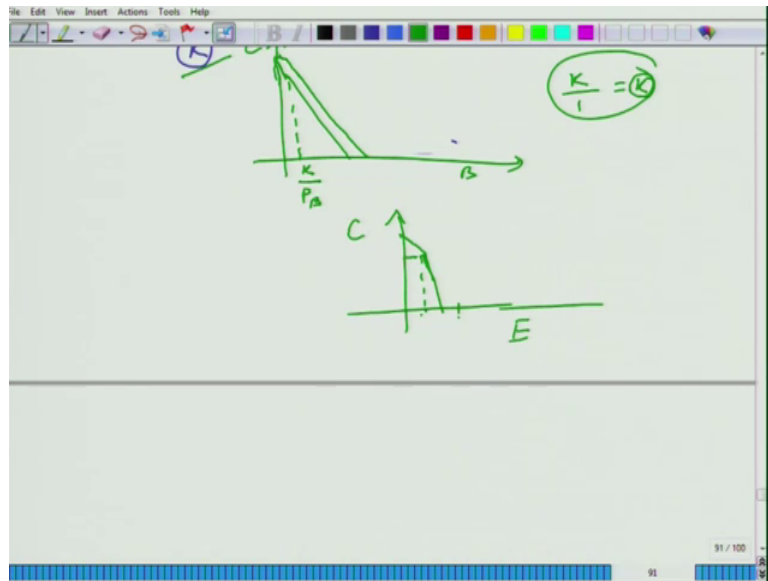 File Edit View Insert Actions Tools Help
B I
K
C
K/1 = K
K/P_B
B
C
E
91 / 100
91